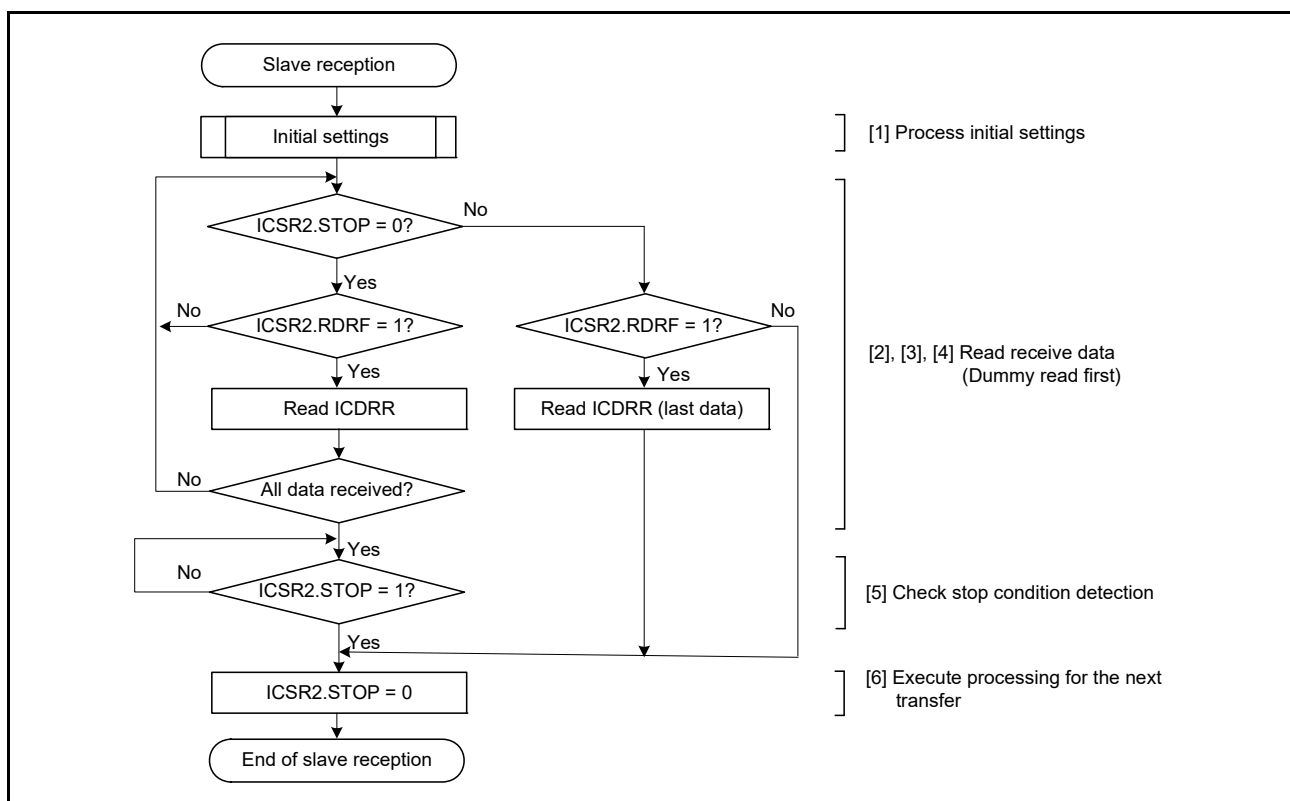 Slave reception
Initial settings
[1] Process initial settings
ICSR2.STOP = 0?
No
Yes
ICSR2.RDRF = 1?
No
Yes
ICSR2.RDRF = 1?
No
Yes
[2], [3], [4] Read receive data
(Dummy read first)
Read ICDRR
Read ICDRR (last data)
All data received?
No
Yes
ICSR2.STOP = 1?
No
Yes
[5] Check stop condition detection
ICSR2.STOP = 0
[6] Execute processing for the next
transfer
End of slave reception